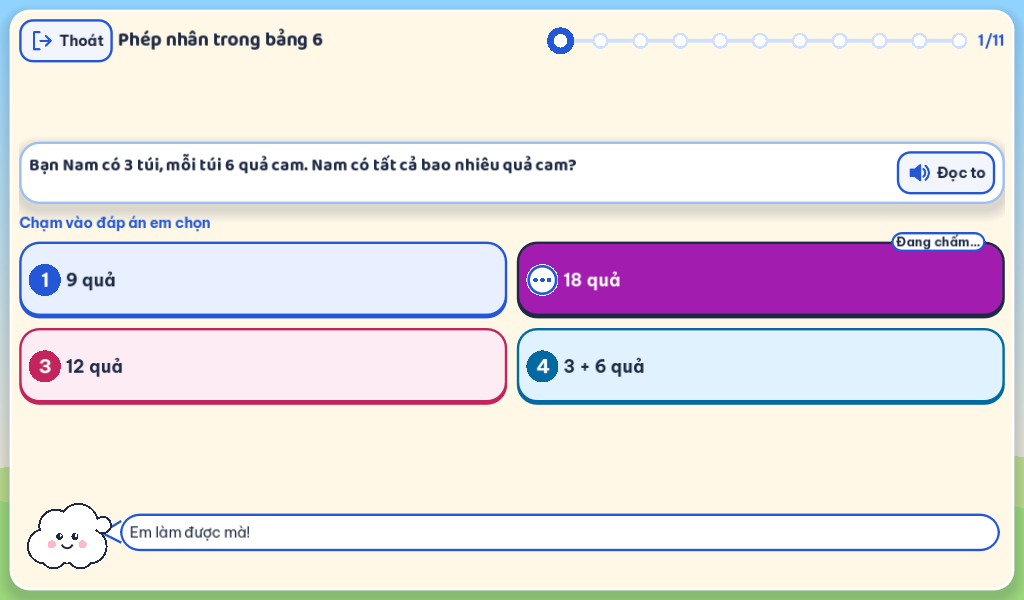 Thoát
Phép nhân trong bảng 6
1/11
Bạn Nam có 3 túi, mỗi túi 6 quả cam. Nam có tất cả bao nhiêu quả cam?
Đọc to
Chạm vào đáp án em chọn
1 9 quả
Đang chấm...
18 quả
3 12 quả
4 3 + 6 quả
Em làm được mà!